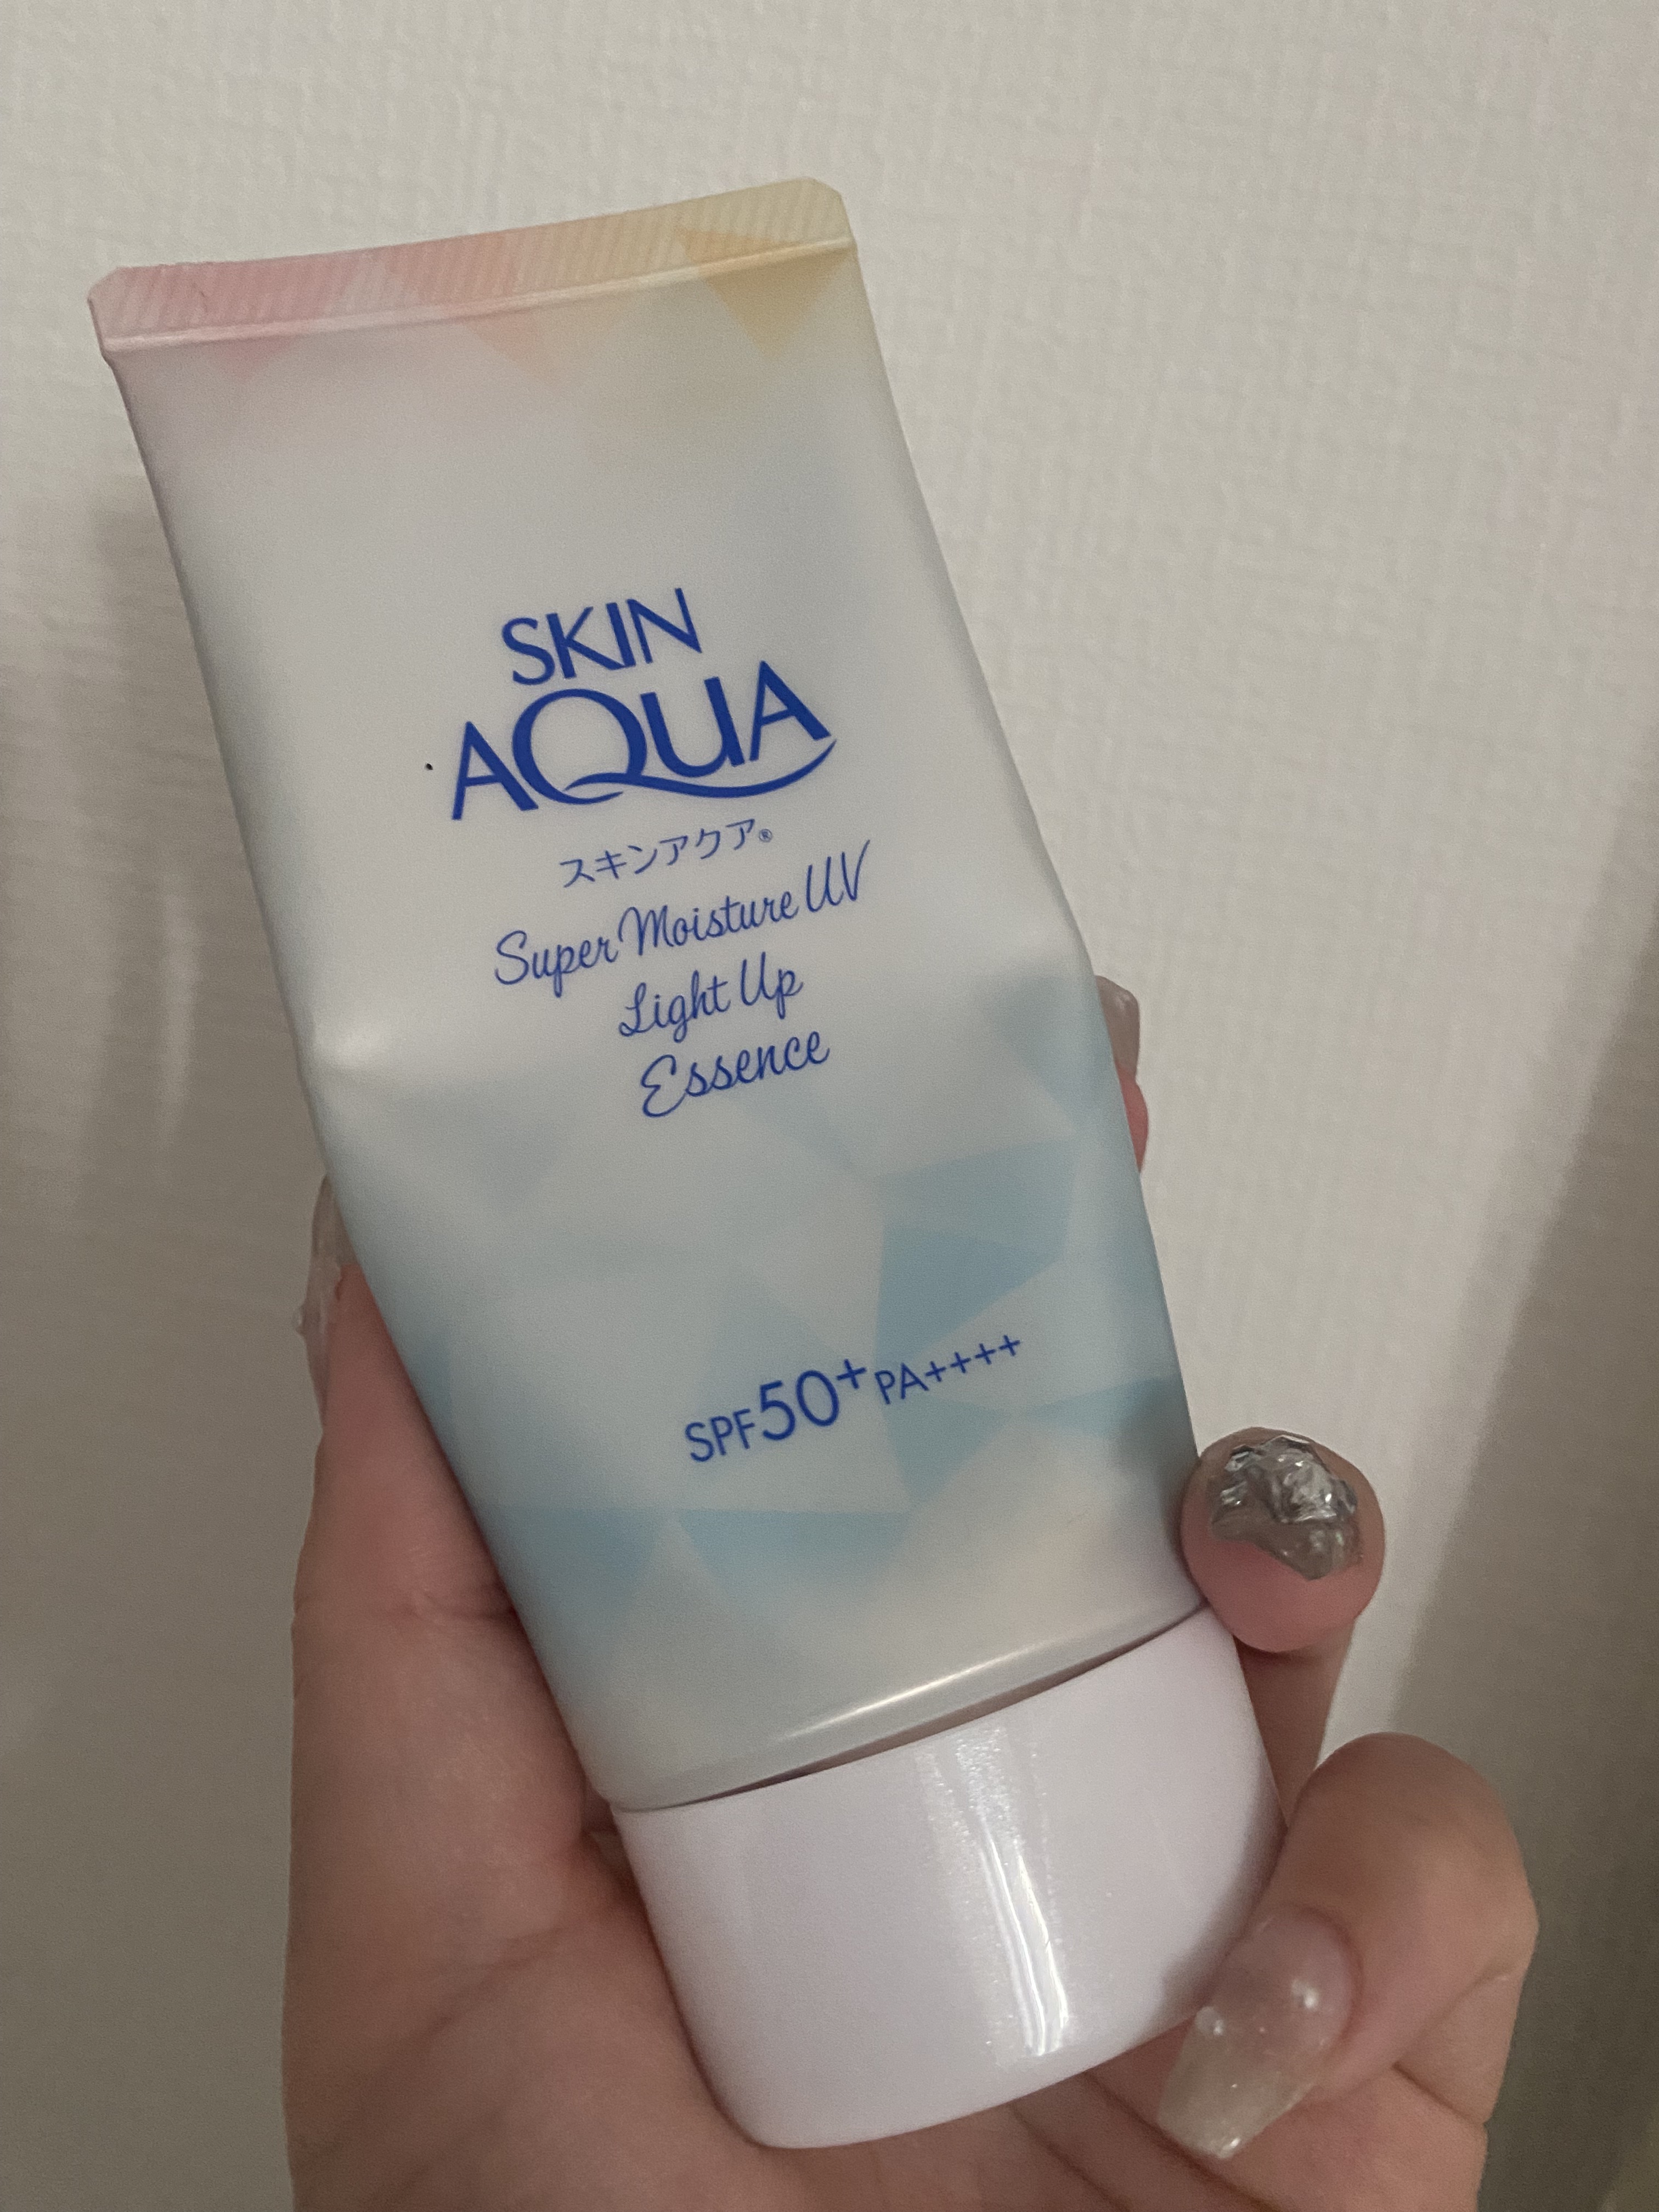 SKIN
AQUA
スキンアクア®
Super Moisture UV
Light Up
Essence
SPF50+ PA++++